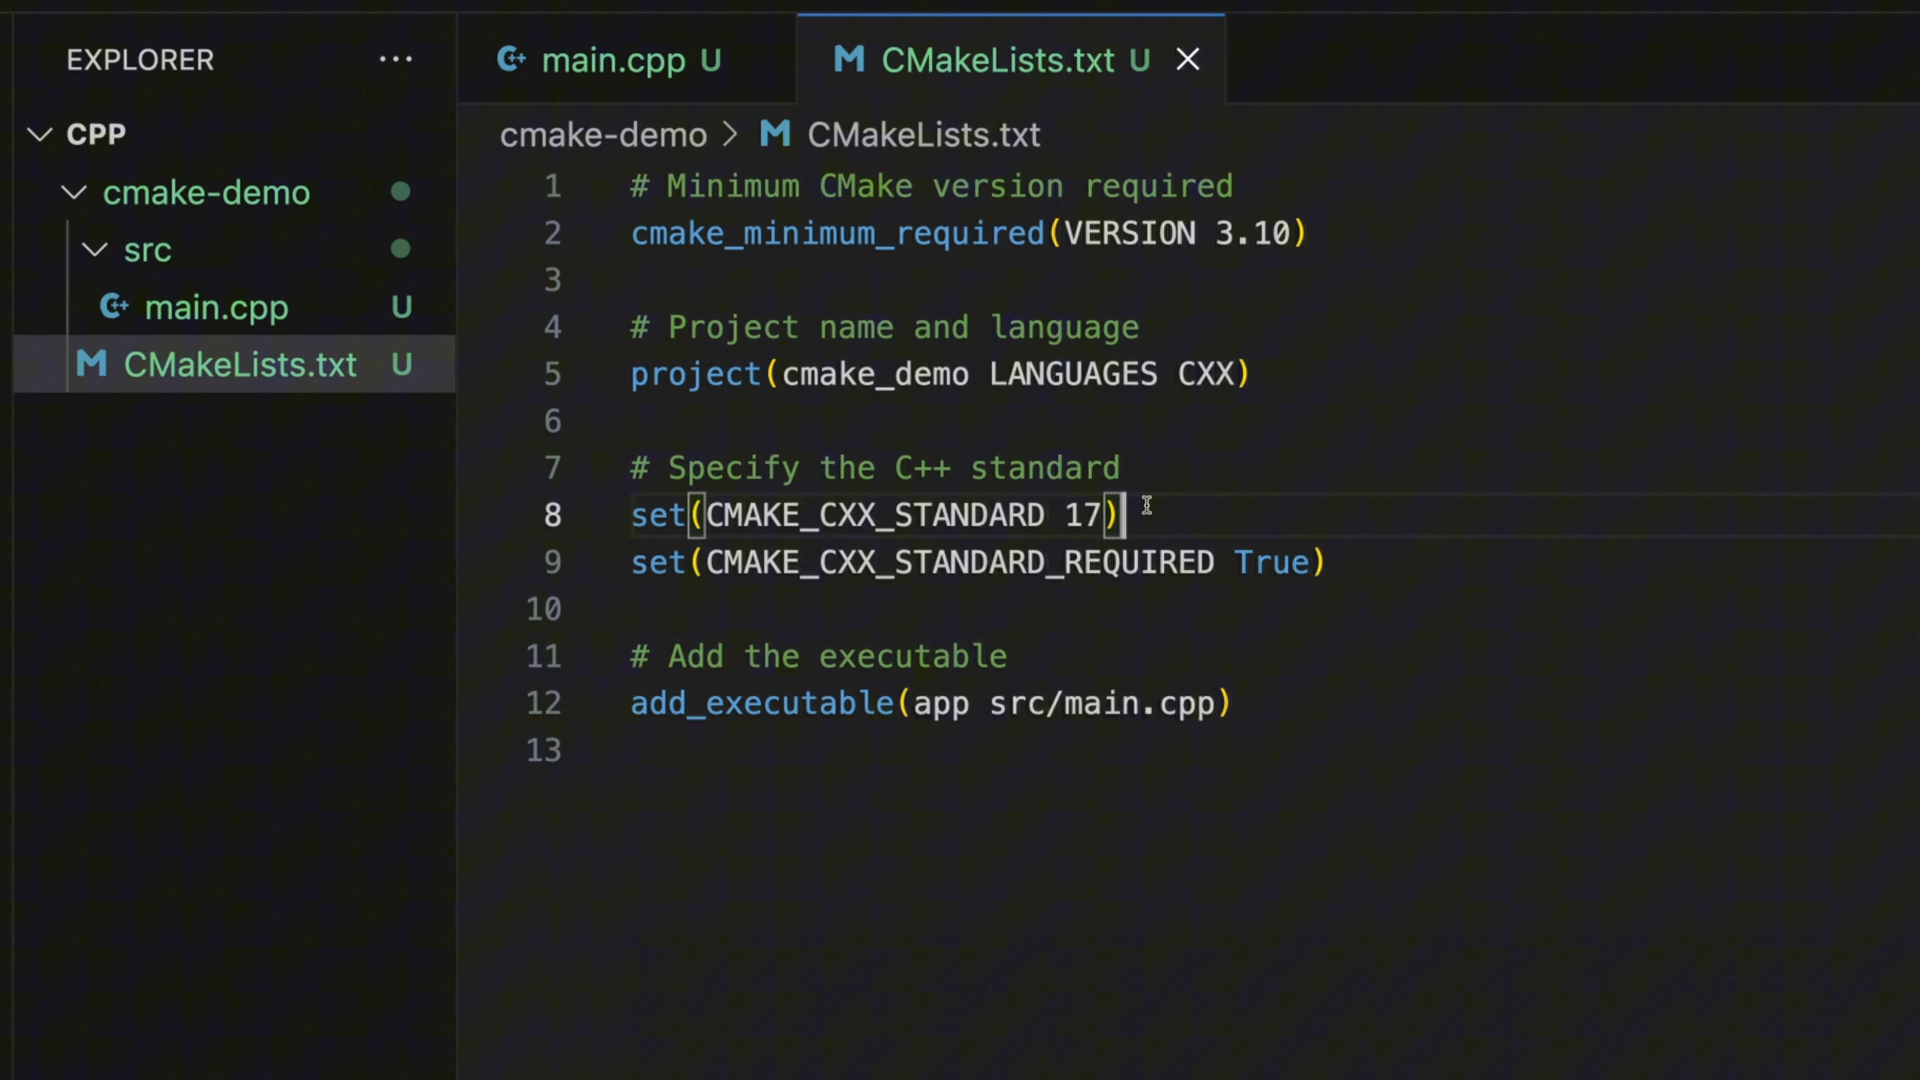 EXPLORER ...
CPP
cmake-demo
src
main.cpp U
CMakeLists.txt U
main.cpp U
CMakeLists.txt U
cmake-demo > CMakeLists.txt
1 # Minimum CMake version required
2 cmake_minimum_required(VERSION 3.10)
3
4 # Project name and language
5 project(cmake_demo LANGUAGES CXX)
6
7 # Specify the C++ standard
8 set(CMAKE_CXX_STANDARD 17)
9 set(CMAKE_CXX_STANDARD_REQUIRED True)
10
11 # Add the executable
12 add_executable(app src/main.cpp)
13